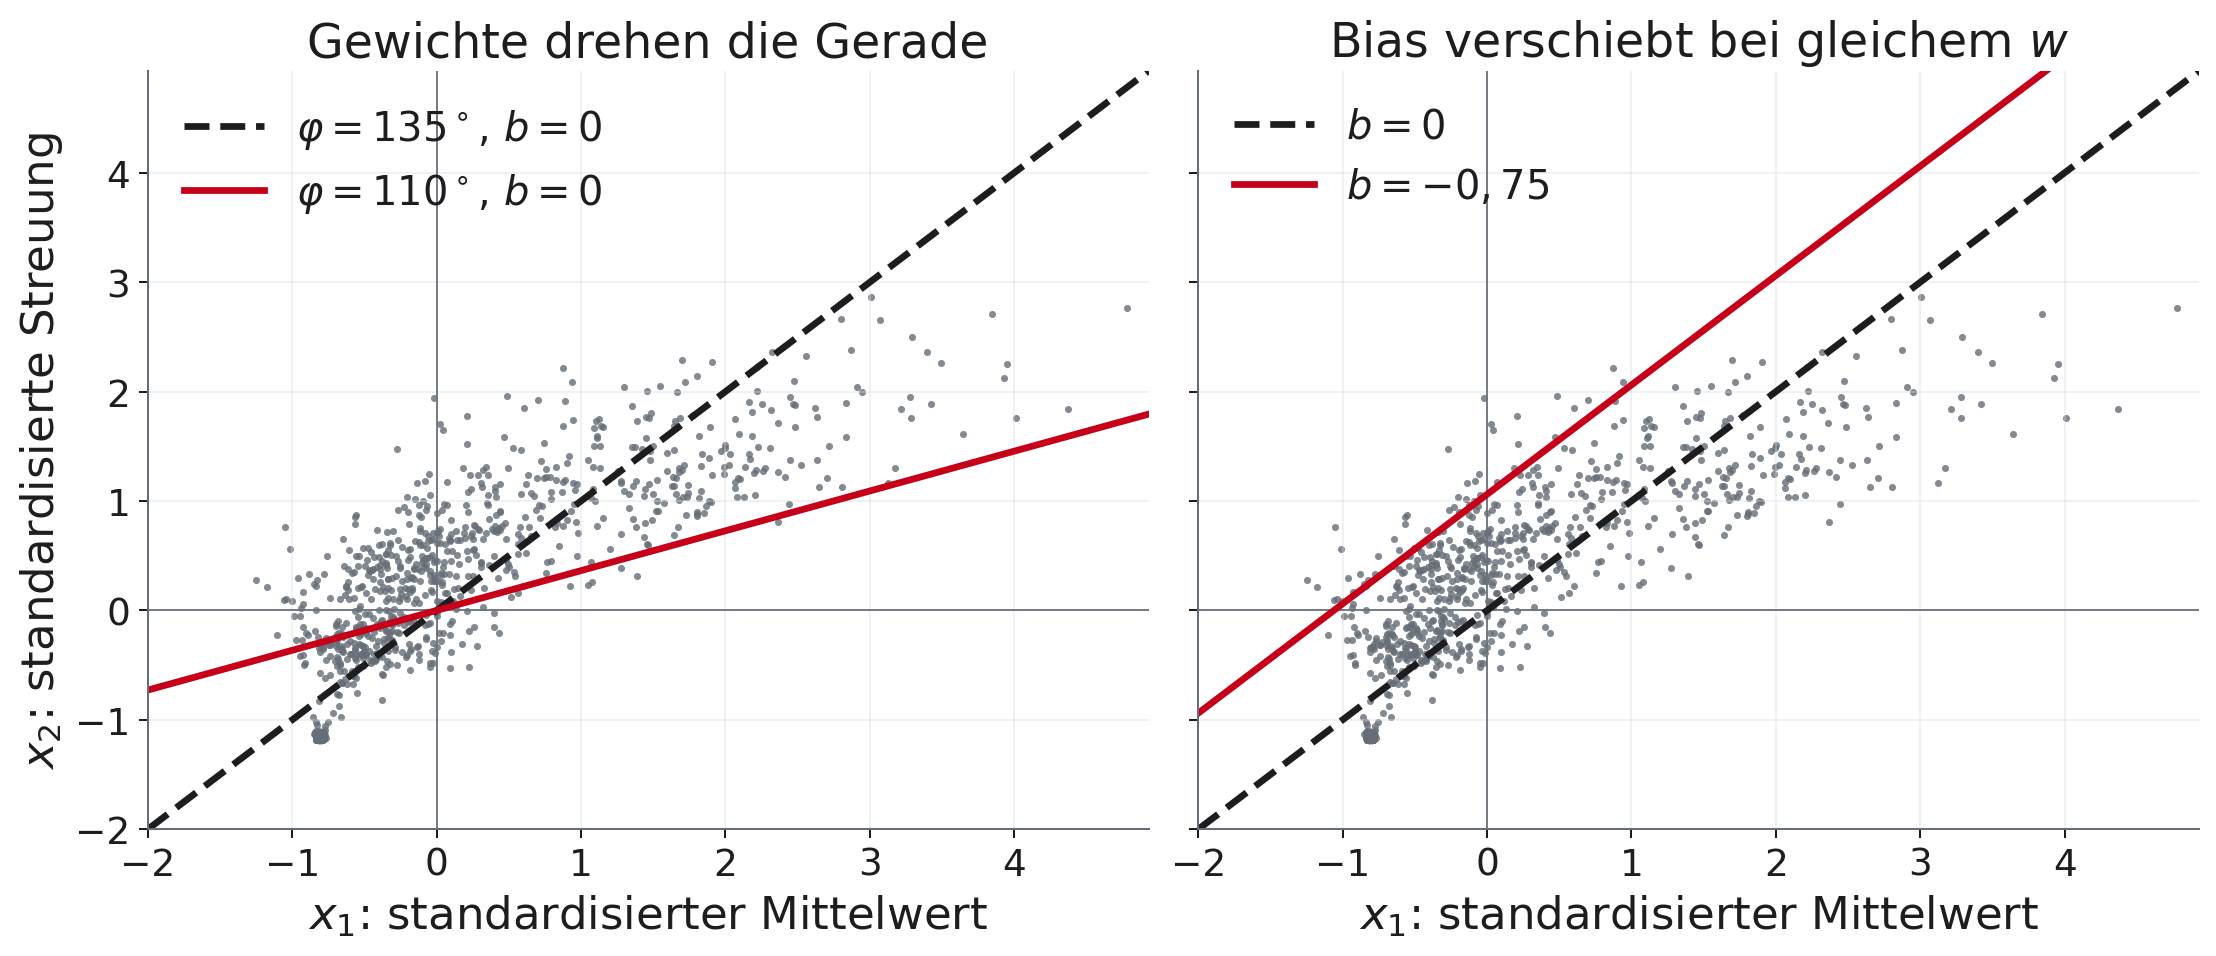 Gewichte drehen die Gerade
φ = 135°, b = 0
φ = 110°, b = 0
x₂: standardisierte Streuung
4
3
2
1
0
−1
−2
−2 −1 0 1 2 3 4
x₁: standardisierter Mittelwert
Bias verschiebt bei gleichem w
b = 0
b = −0,75
−2 −1 0 1 2 3 4
x₁: standardisierter Mittelwert